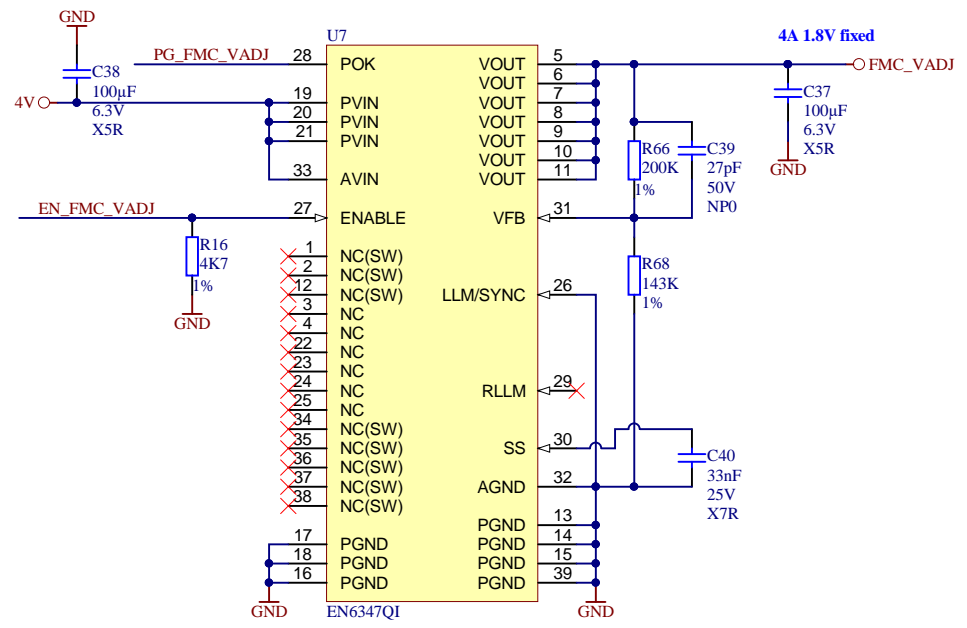 GND
U7
4A 1.8V fixed
PG_FMC_VADJ
28
POK
VOUT
5
FMC_VADJ
C38
100µF
6.3V
X5R
4V
VOUT
6
19
PVIN
VOUT
7
C37
100µF
6.3V
X5R
GND
20
PVIN
VOUT
8
21
PVIN
VOUT
9
VOUT
10
33
AVIN
VOUT
11
R66
200K
1%
C39
27pF
50V
NP0
EN_FMC_VADJ
27
ENABLE
VFB
31
R16
4K7
1%
GND
1
NC(SW)
2
NC(SW)
12
NC(SW)
LLM/SYNC
26
R68
143K
1%
3
NC
4
NC
22
NC
23
NC
24
NC
RLLM
29
25
NC
34
NC(SW)
35
NC(SW)
SS
30
36
NC(SW)
37
NC(SW)
AGND
32
C40
33nF
25V
X7R
38
NC(SW)
PGND
13
17
PGND
PGND
14
18
PGND
PGND
15
16
PGND
PGND
39
GND
EN6347QI
GND